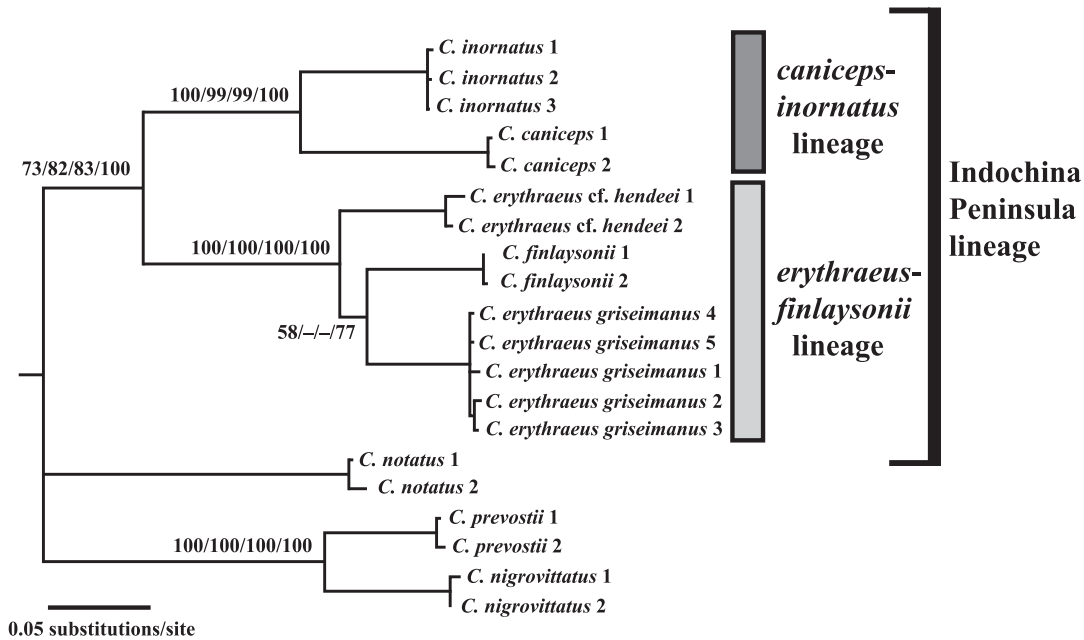 C. inornatus 1
C. inornatus 2
C. inornatus 3
C. caniceps 1
C. caniceps 2
C. erythraeus cf. hendeei 1
C. erythraeus cf. hendeei 2
C. finlaysonii 1
C. finlaysonii 2
C. erythraeus griseimanus 4
C. erythraeus griseimanus 5
C. erythraeus griseimanus 1
C. erythraeus griseimanus 2
C. erythraeus griseimanus 3
C. notatus 1
C. notatus 2
C. prevostii 1
C. prevostii 2
C. nigrovittatus 1
C. nigrovittatus 2
100/99/99/100
73/82/83/100
100/100/100/100
58/–/–/77
100/100/100/100
caniceps-
inornatus
lineage
erythraeus-
finlaysonii
lineage
Indochina
Peninsula
lineage
0.05 substitutions/site